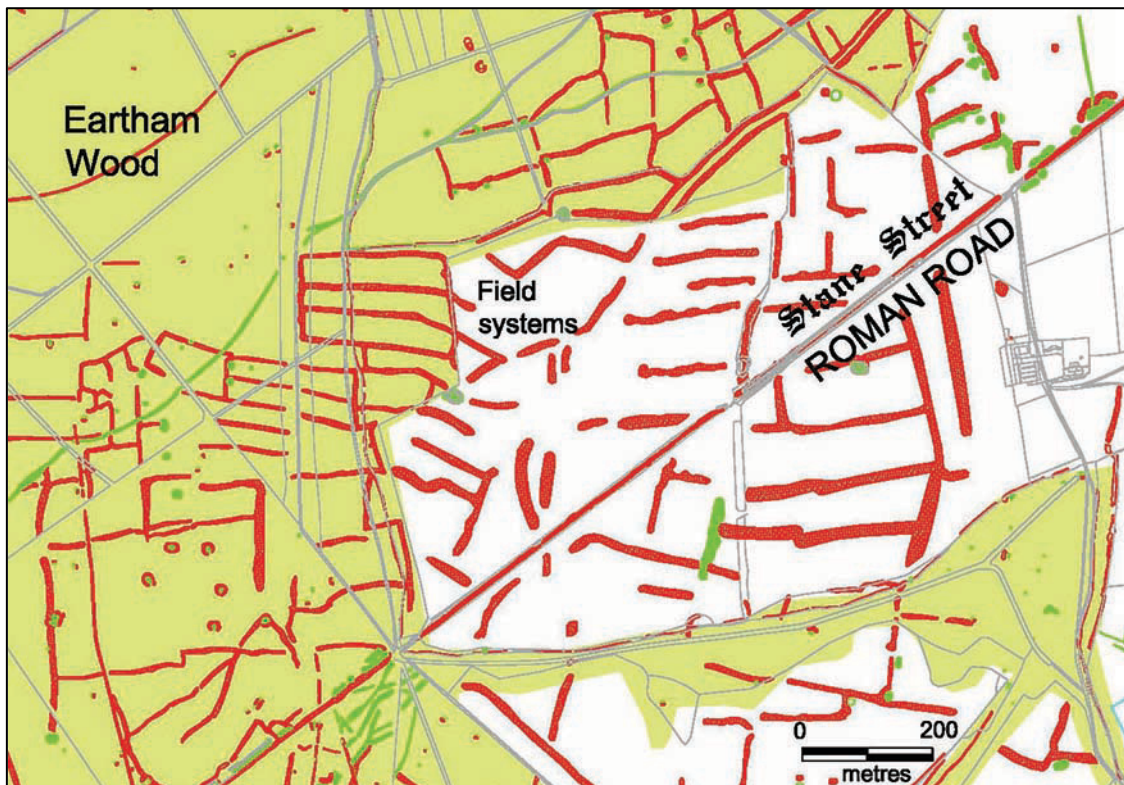 Eartham
Wood
Field
systems
Stane Street
ROMAN ROAD
0 200
metres